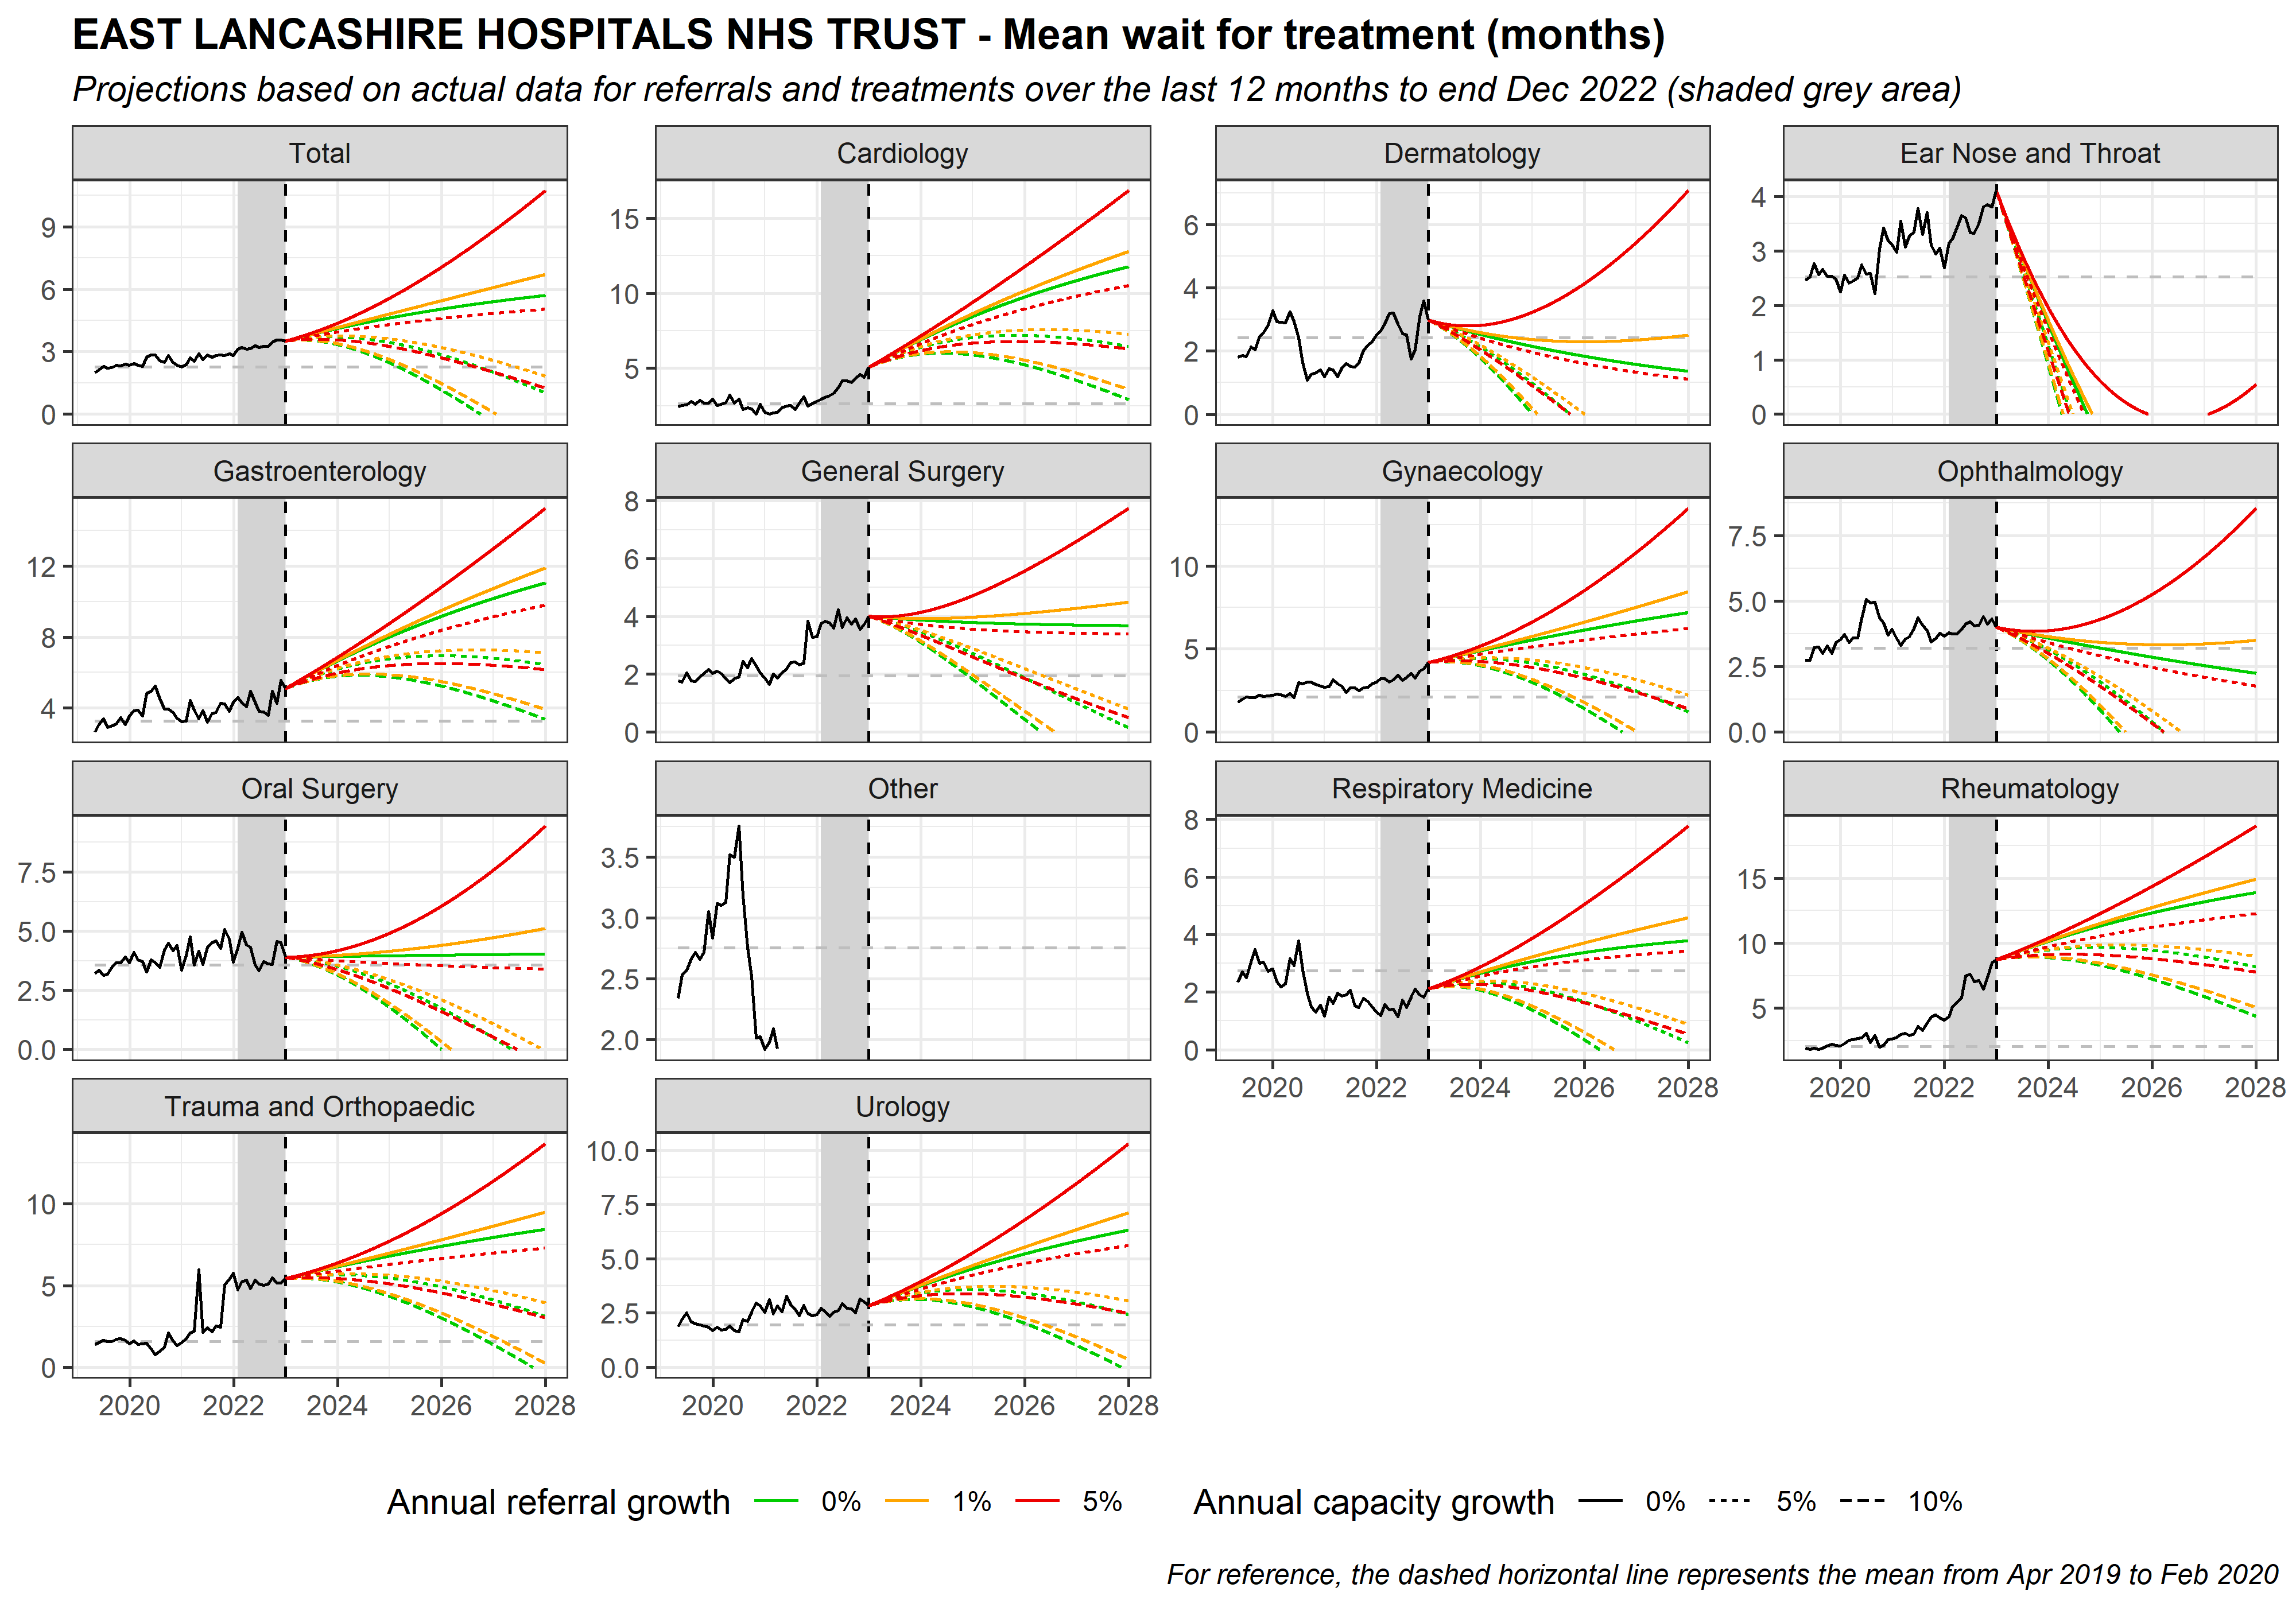 EAST LANCASHIRE HOSPITALS NHS TRUST - Mean wait for treatment (months)
Projections based on actual data for referrals and treatments over the last 12 months to end Dec 2022 (shaded grey area)
Total
9
6
3
0
Cardiology
15
10
5
Dermatology
6
4
2
0
Ear Nose and Throat
4
3
2
1
0
Gastroenterology
12
8
4
General Surgery
8
6
4
2
0
Gynaecology
10
5
0
Ophthalmology
7.5
5.0
2.5
0.0
Oral Surgery
7.5
5.0
2.5
0.0
Other
3.5
3.0
2.5
2.0
Respiratory Medicine
8
6
4
2
0
2020 2022 2024 2026 2028
Rheumatology
15
10
5
2020 2022 2024 2026 2028
Trauma and Orthopaedic
10
5
0
2020 2022 2024 2026 2028
Urology
10.0
7.5
5.0
2.5
0.0
2020 2022 2024 2026 2028
Annual referral growth 0% 1% 5% Annual capacity growth 0% 5% 10%
For reference, the dashed horizontal line represents the mean from Apr 2019 to Feb 2020